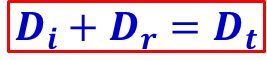 $D_i + D_r = D_t$